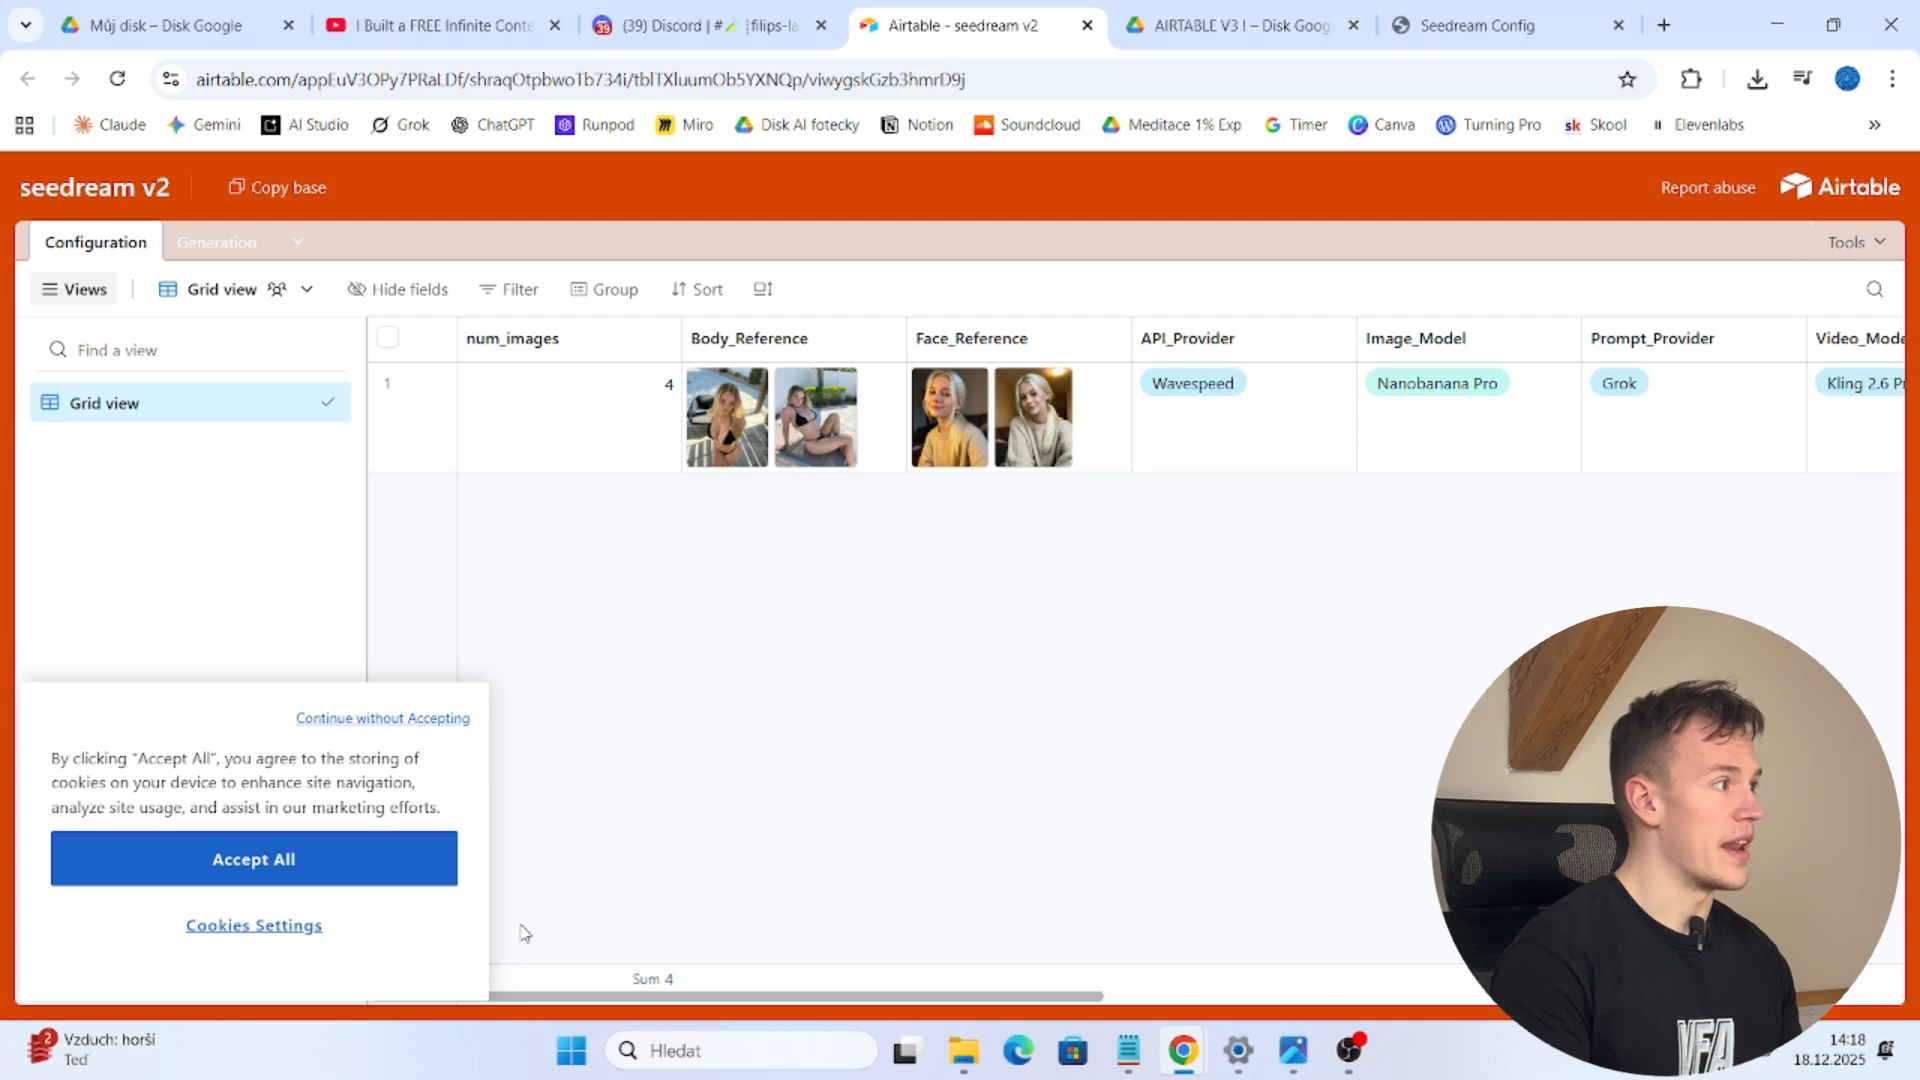 Můj disk – Disk Google
I Built a FREE Infinite Conte
(39) Discord | # filips-la
Airtable - seedream v2
AIRTABLE V3 ! – Disk Goog
Seedream Config
airtable.com/appEuV3OPy7PRaLDf/shraqOtpbwoTb734i/tblTXluumOb5YXNQp/viwygskGzb3hmrD9j
Claude
Gemini
AI Studio
Grok
ChatGPT
Runpod
Miro
Disk AI fotecky
Notion
Soundcloud
Meditace 1% Exp
Timer
Canva
Turning Pro
sk Skool
Elevenlabs
seedream v2
Copy base
Report abuse
Airtable
Configuration
Generation
Tools
Views
Grid view
Hide fields
Filter
Group
Sort
Find a view
Grid view
num_images
Body_Reference
Face_Reference
API_Provider
Image_Model
Prompt_Provider
Video_Mode
1
4
Wavespeed
Nanobanana Pro
Grok
Kling 2.6 Pr
Continue without Accepting
By clicking “Accept All”, you agree to the storing of
cookies on your device to enhance site navigation,
analyze site usage, and assist in our marketing efforts.
Accept All
Cookies Settings
Sum 4
2
Vzduch: horší
Teď
Hledat
14:18
18.12.2025